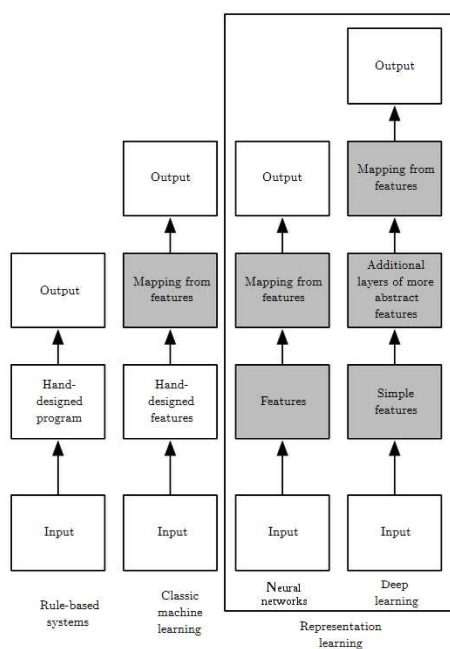 Output
Output
Output
Mapping from
features
Output
Mapping from
features
Mapping from
features
Additional
layers of more
abstract
features
Hand-
designed
program
Hand-
designed
features
Features
Simple
features
Input
Input
Input
Input
Rule-based
systems
Classic
machine
learning
Neural
networks
Deep
learning
Representation
learning